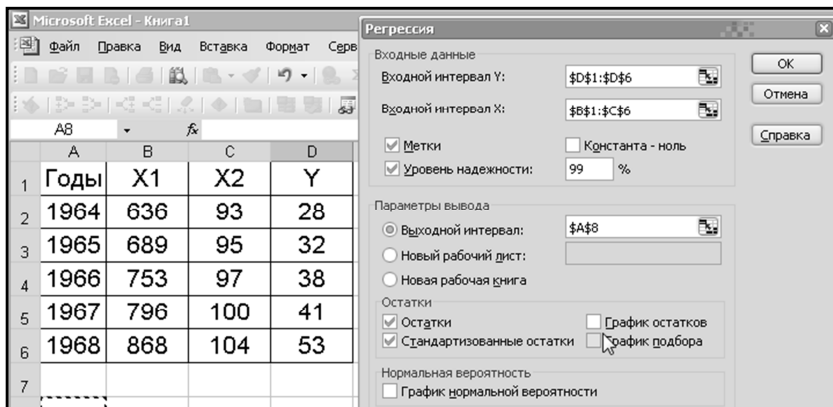 Microsoft Excel - Книга1
Файл Правка Вид Вставка Формат Серв
A8 fx
A B C D
1 Годы X1 X2 Y
2 1964 636 93 28
3 1965 689 95 32
4 1966 753 97 38
5 1967 796 100 41
6 1968 868 104 53
7
Регрессия
Входные данные
Входной интервал Y: $D$1:$D$6
Входной интервал X: $B$1:$C$6
Метки Константа - ноль
Уровень надежности: 99 %
Параметры вывода
Выходной интервал: $A$8
Новый рабочий лист:
Новая рабочая книга
Остатки
Остатки График остатков
Стандартизованные остатки График подбора
Нормальная вероятность
График нормальной вероятности
ОК
Отмена
Справка